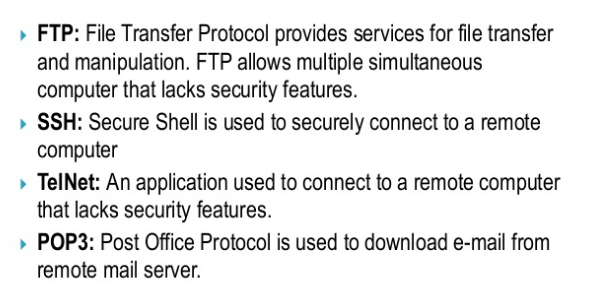 FTP: File Transfer Protocol provides services for file transfer
and manipulation. FTP allows multiple simultaneous
computer that lacks security features.
SSH: Secure Shell is used to securely connect to a remote
computer
TelNet: An application used to connect to a remote computer
that lacks security features.
POP3: Post Office Protocol is used to download e-mail from
remote mail server.